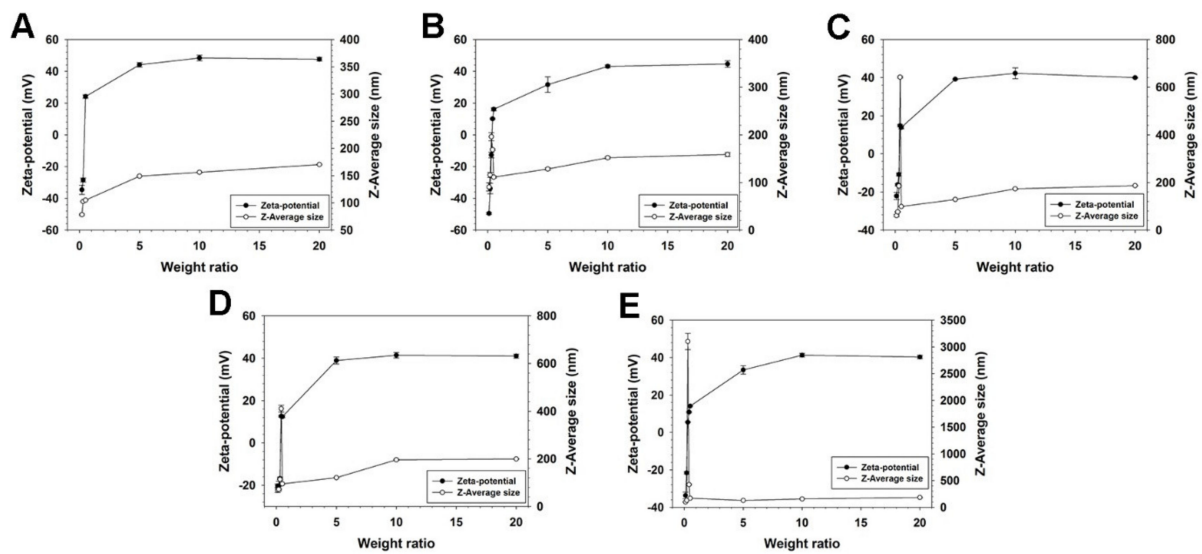 A
Zeta-potential (mV)
60
40
20
0
-20
-40
-60
400
350
300
250
200
150
100
50
Z-Average size (nm)
Zeta-potential
Z-Average size
0 5 10 15 20
Weight ratio
B
Zeta-potential (mV)
60
40
20
0
-20
-40
-60
400
300
200
100
0
Z-Average size (nm)
Zeta-potential
Z-Average size
0 5 10 15 20
Weight ratio
C
Zeta-potential (mV)
60
40
20
0
-20
-40
800
600
400
200
0
Z-Average size (nm)
Zeta-potential
Z-Average size
0 5 10 15 20
Weight ratio
D
Zeta-potential (mV)
60
40
20
0
-20
800
600
400
200
0
Z-Average size (nm)
Zeta-potential
Z-Average size
0 5 10 15 20
Weight ratio
E
Zeta-potential (mV)
60
40
20
0
-20
-40
3500
3000
2500
2000
1500
1000
500
0
Z-Average size (nm)
Zeta-potential
Z-Average size
0 5 10 15 20
Weight ratio